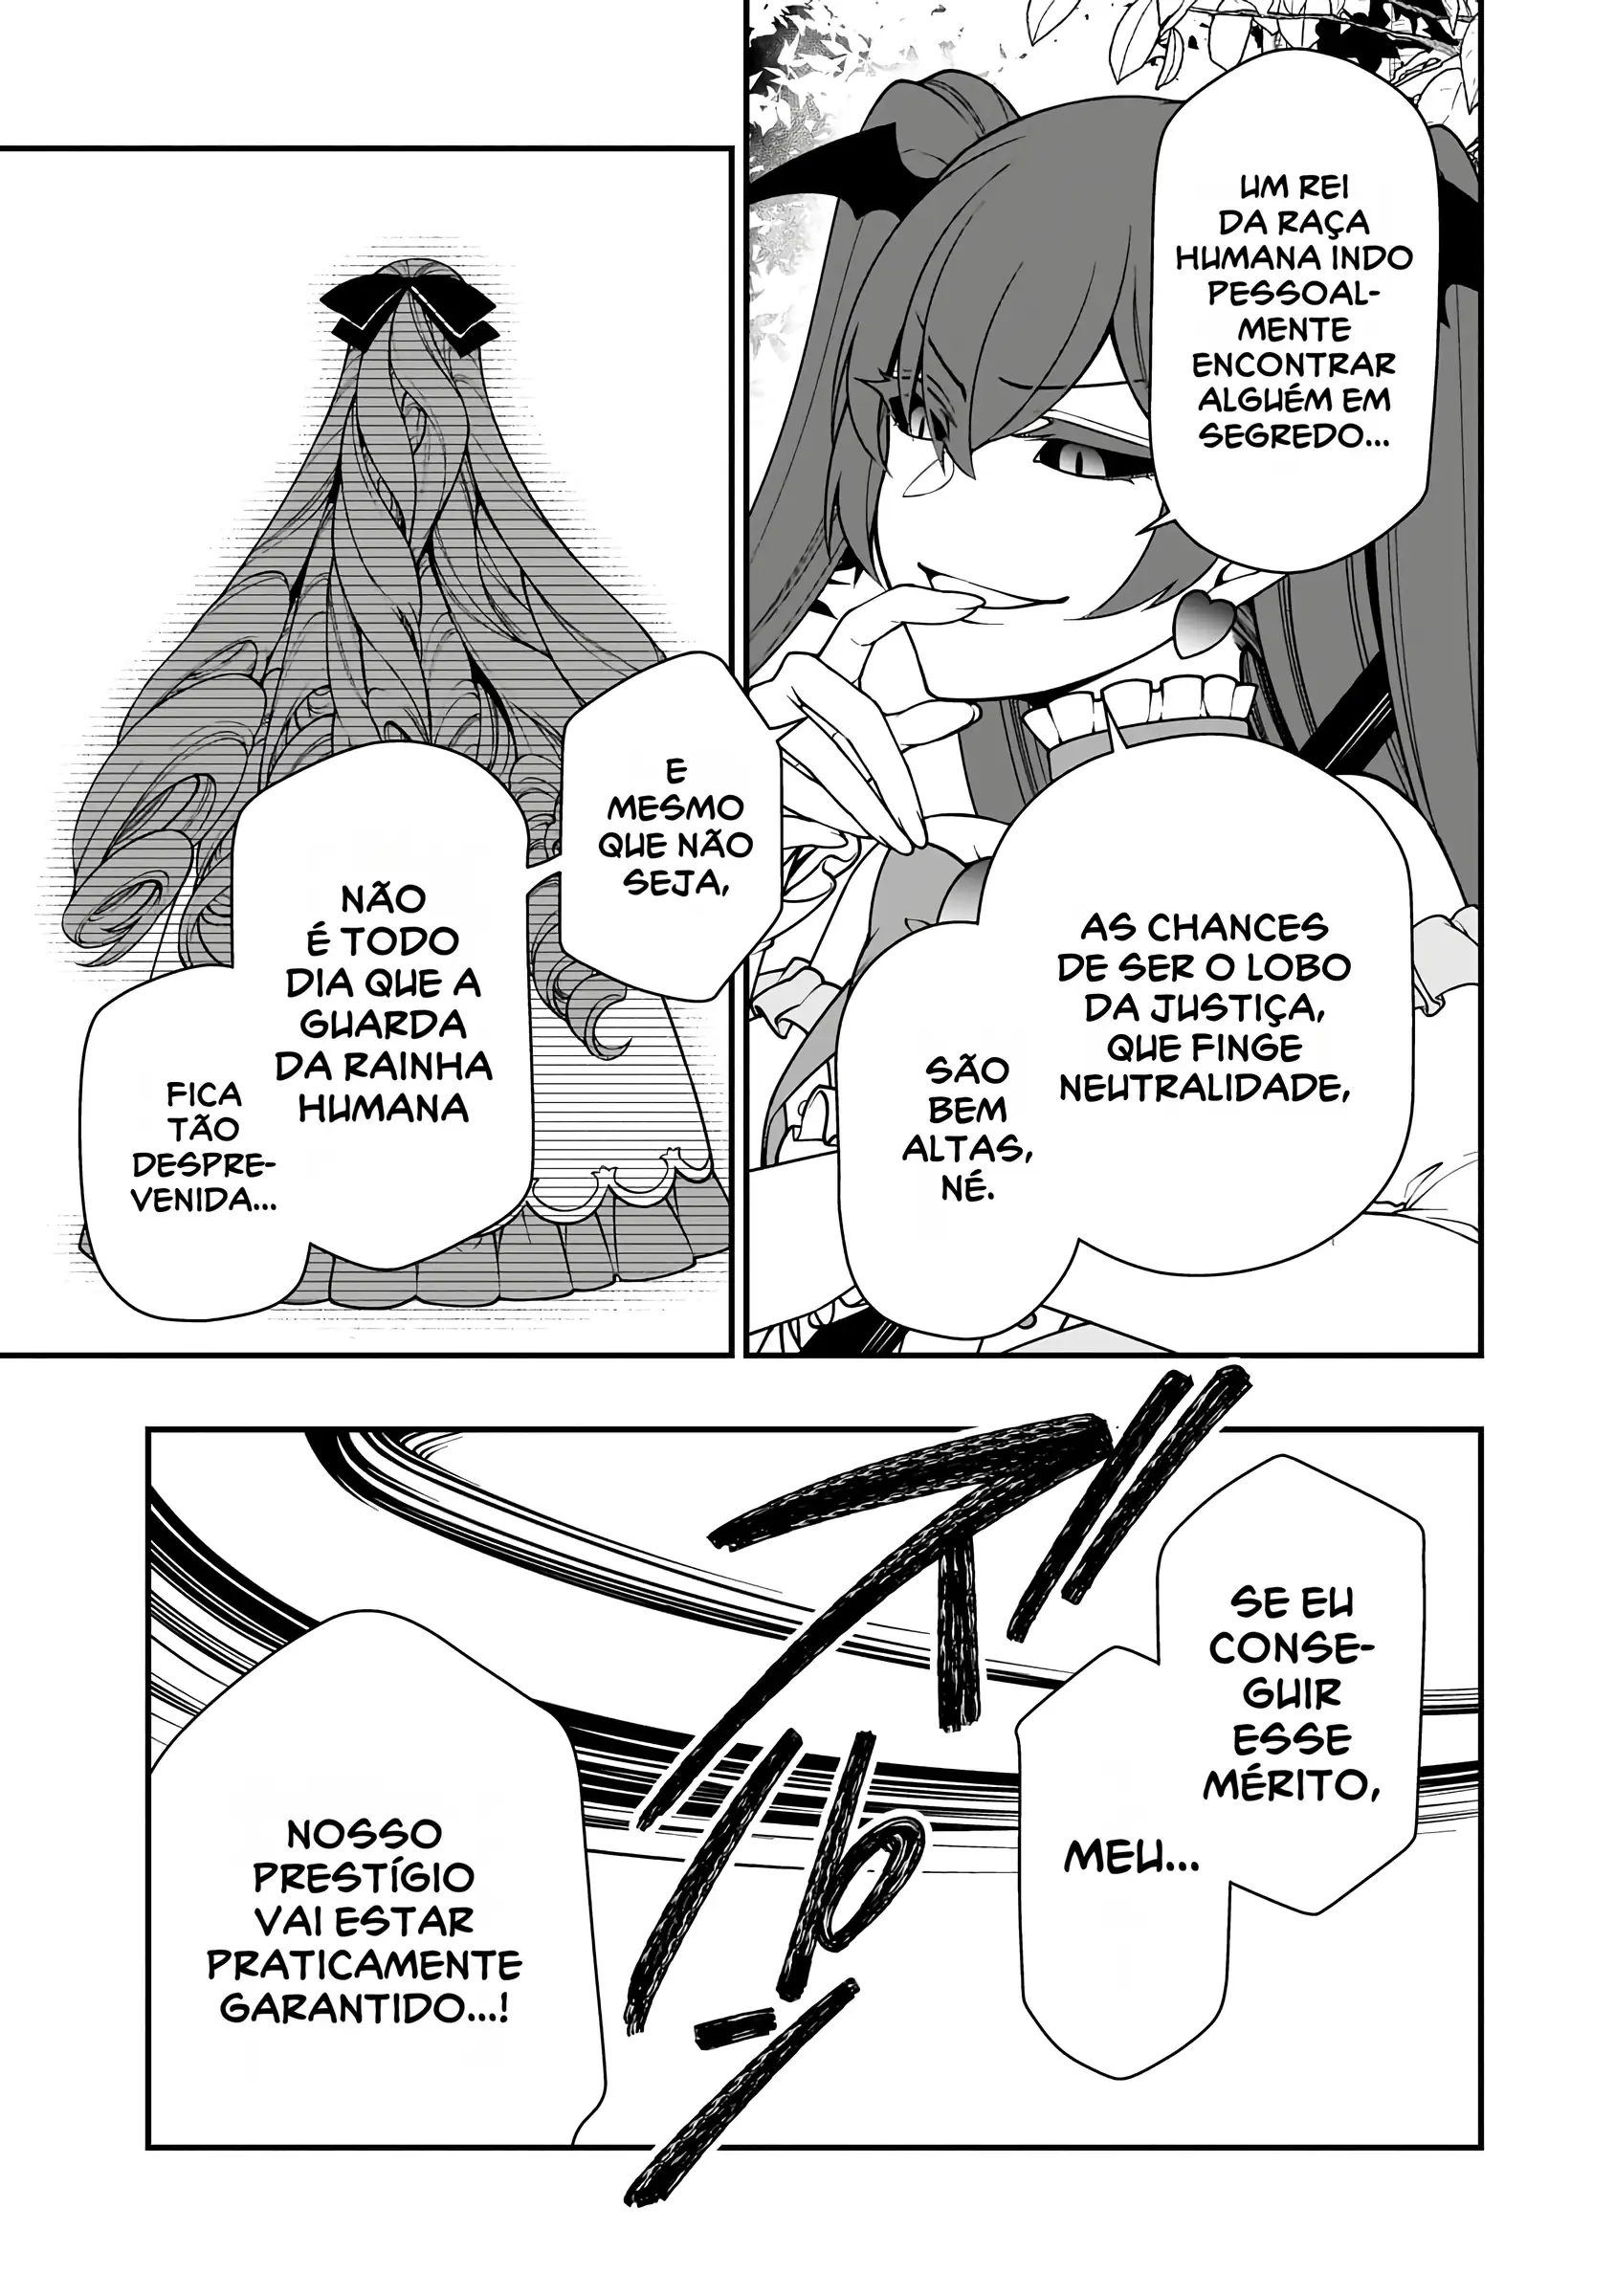 UM REI
DA RAÇA
HUMANA INDO
PESSOAL-
MENTE
ENCONTRAR
ALGUÉM EM
SEGREDO...
AS CHANCES
DE SER O LOBO
DA JUSTIÇA,
QUE FINGE
NEUTRALIDADE,
SÃO
BEM
ALTAS,
NÉ.
E
MESMO
QUE NÃO
SEJA,
NÃO
É TODO
DIA QUE A
GUARDA
DA RAINHA
HUMANA
FICA
TÃO
DESPRE-
VENIDA...
SE EU
CONSE-
GUIR
ESSE
MÉRITO,
MEU...
NOSSO
PRESTÍGIO
VAI ESTAR
PRATICAMENTE
GARANTIDO...!